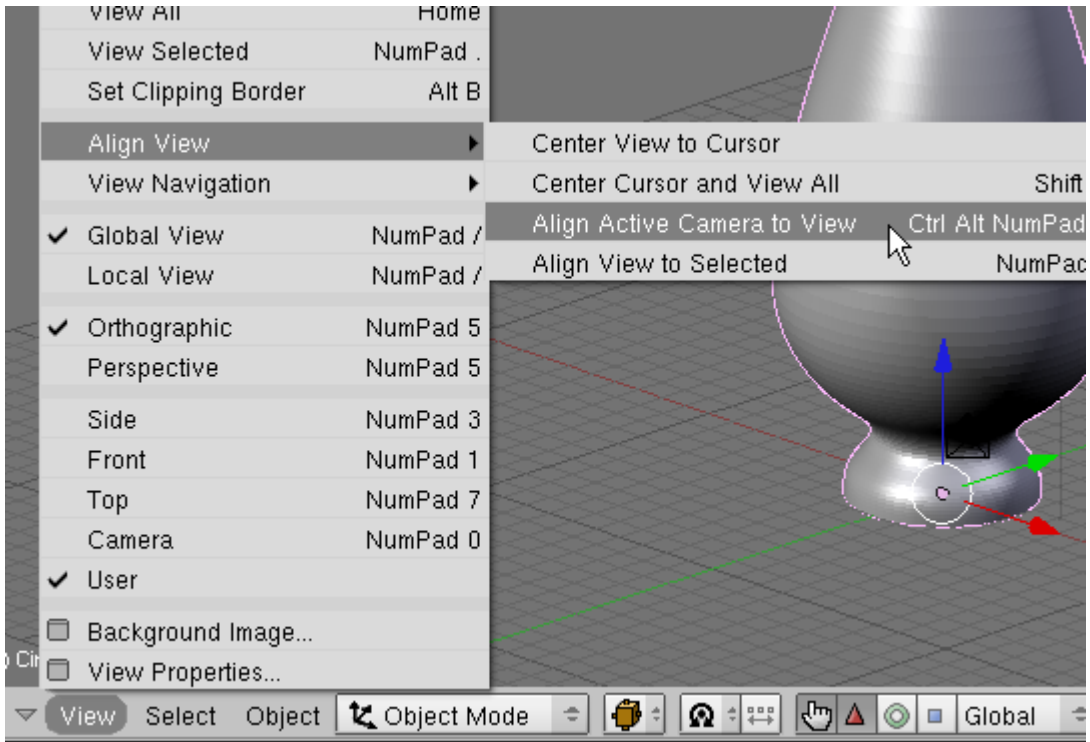 View All Home
View Selected NumPad .
Set Clipping Border Alt B
Align View
View Navigation
Global View NumPad /
Local View NumPad /
Orthographic NumPad 5
Perspective NumPad 5
Side NumPad 3
Front NumPad 1
Top NumPad 7
Camera NumPad 0
User
Background Image...
View Properties...
Center View to Cursor
Center Cursor and View All Shift
Align Active Camera to View Ctrl Alt NumPad
Align View to Selected NumPad
) Cir
View Select Object Object Mode Global